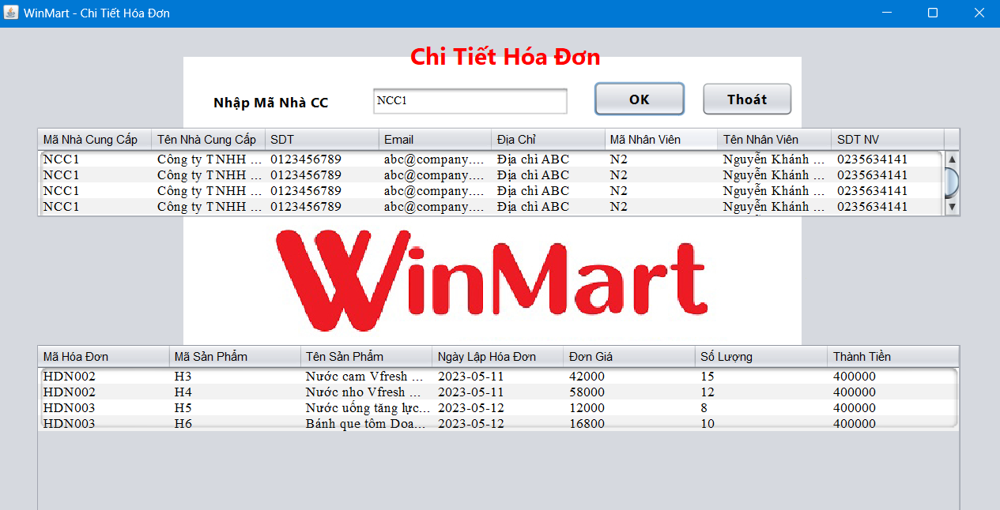 WinMart - Chi Tiết Hóa Đơn
Chi Tiết Hóa Đơn
Nhập Mã Nhà CC NCC1 OK Thoát
Mã Nhà Cung Cấp Tên Nhà Cung Cấp SDT Email Địa Chỉ Mã Nhân Viên Tên Nhân Viên SDT NV
NCC1 Công ty TNHH ... 0123456789 abc@company.... Địa chỉ ABC N2 Nguyễn Khánh ... 0235634141
NCC1 Công ty TNHH ... 0123456789 abc@company.... Địa chỉ ABC N2 Nguyễn Khánh ... 0235634141
NCC1 Công ty TNHH ... 0123456789 abc@company.... Địa chỉ ABC N2 Nguyễn Khánh ... 0235634141
NCC1 Công ty TNHH ... 0123456789 abc@company.... Địa chỉ ABC N2 Nguyễn Khánh ... 0235634141
WinMart
Mã Hóa Đơn Mã Sản Phẩm Tên Sản Phẩm Ngày Lập Hóa Đơn Đơn Giá Số Lượng Thành Tiền
HDN002 H3 Nước cam Vfresh ... 2023-05-11 42000 15 400000
HDN002 H4 Nước nho Vfresh ... 2023-05-11 58000 12 400000
HDN003 H5 Nước uống tăng lực... 2023-05-12 12000 8 400000
HDN003 H6 Bánh que tôm Doa... 2023-05-12 16800 10 400000